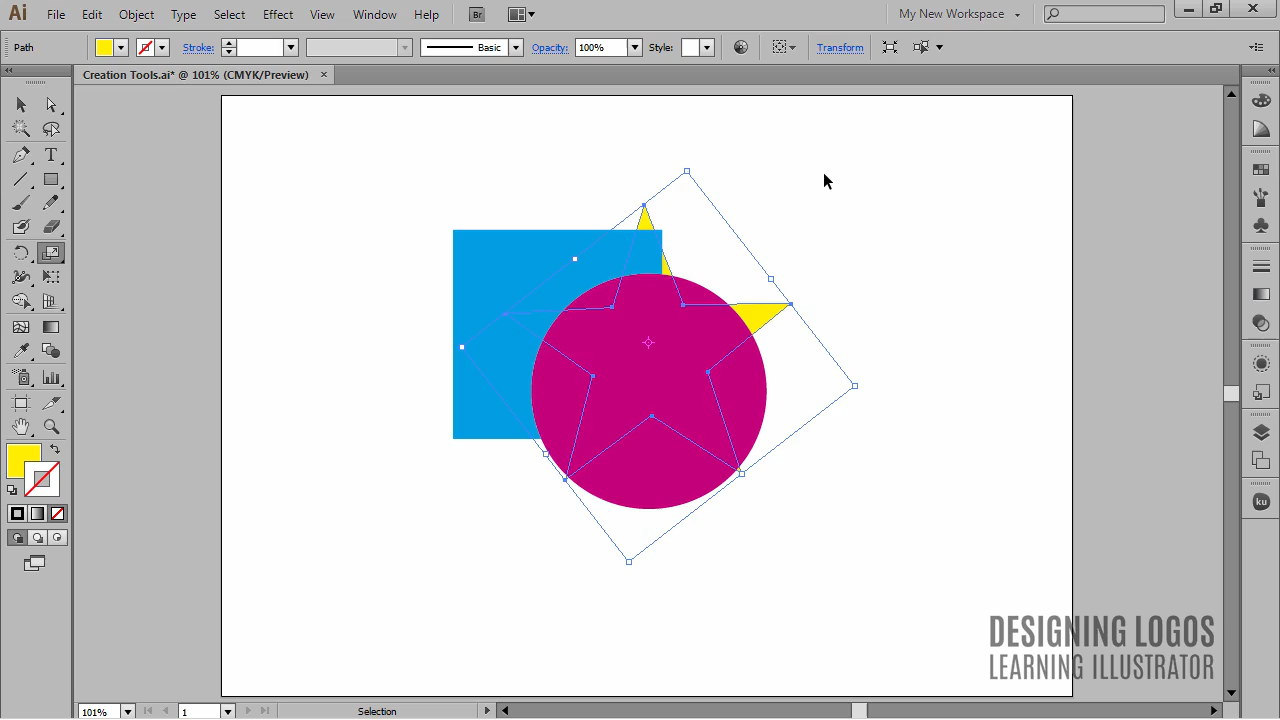 Ai File Edit Object Type Select Effect View Window Help Br My New Workspace
Path Stroke: Basic Opacity: 100% Style: Transform
Creation Tools.ai* @ 101% (CMYK/Preview)
T
ku
DESIGNING LOGOS
LEARNING ILLUSTRATOR
101% 1 Selection